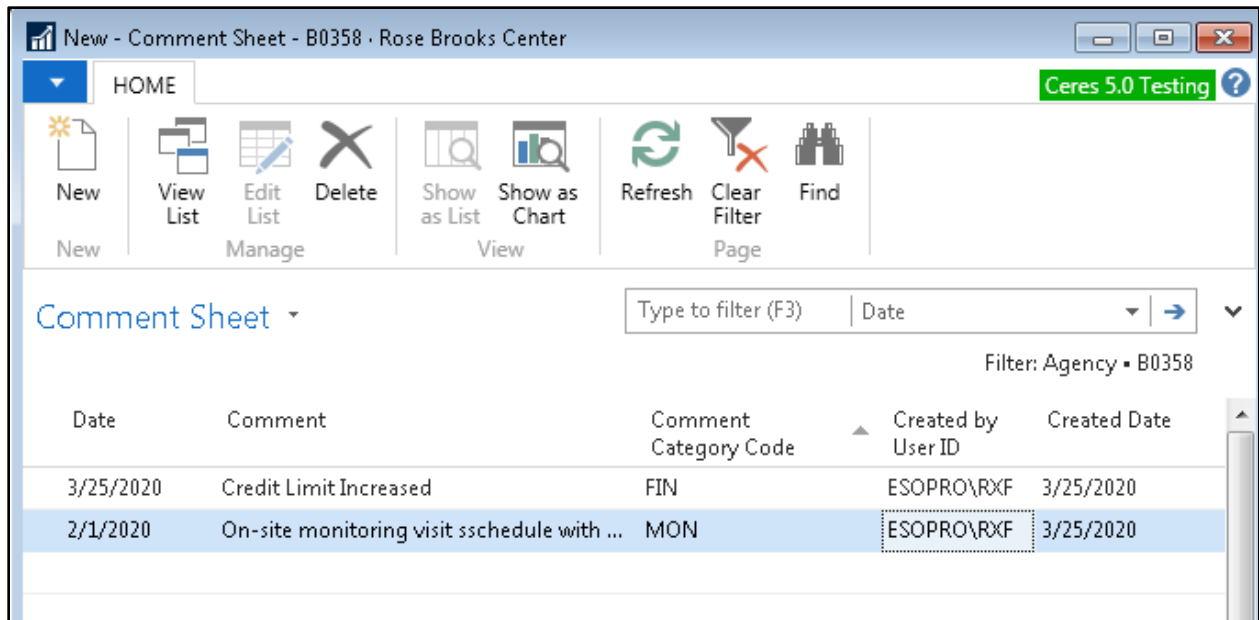 New - Comment Sheet - B0358 · Rose Brooks Center
HOME
Ceres 5.0 Testing
New
View List
Edit List
Delete
Show as List
Show as Chart
Refresh
Clear Filter
Find
New
Manage
View
Page
Comment Sheet
Type to filter (F3)
Date
Filter: Agency • B0358
Date Comment Comment Category Code Created by User ID Created Date
3/25/2020 Credit Limit Increased FIN ESOPRO\RXF 3/25/2020
2/1/2020 On-site monitoring visit sschedule with ... MON ESOPRO\RXF 3/25/2020